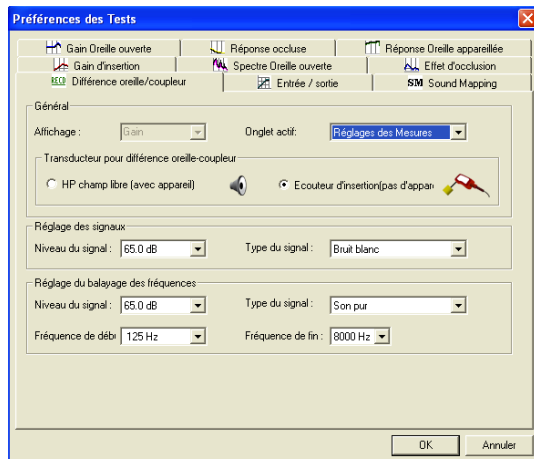 Préférences des Tests
Gain Oreille ouverte
Réponse occluse
Réponse Oreille appareillée
Gain d'insertion
Spectre Oreille ouverte
Effet d'occlusion
RECD Différence oreille/coupleur
Entrée / sortie
SM Sound Mapping
Général
Affichage : Gain
Onglet actif: Réglages des Mesures
Transducteur pour différence oreille-coupleur
HP champ libre (avec appareil)
Ecouteur d'insertion(pas d'appar
Réglage des signaux
Niveau du signal : 65.0 dB
Type du signal : Bruit blanc
Réglage du balayage des fréquences
Niveau du signal : 65.0 dB
Type du signal : Son pur
Fréquence de débu 125 Hz
Fréquence de fin : 8000 Hz
OK
Annuler